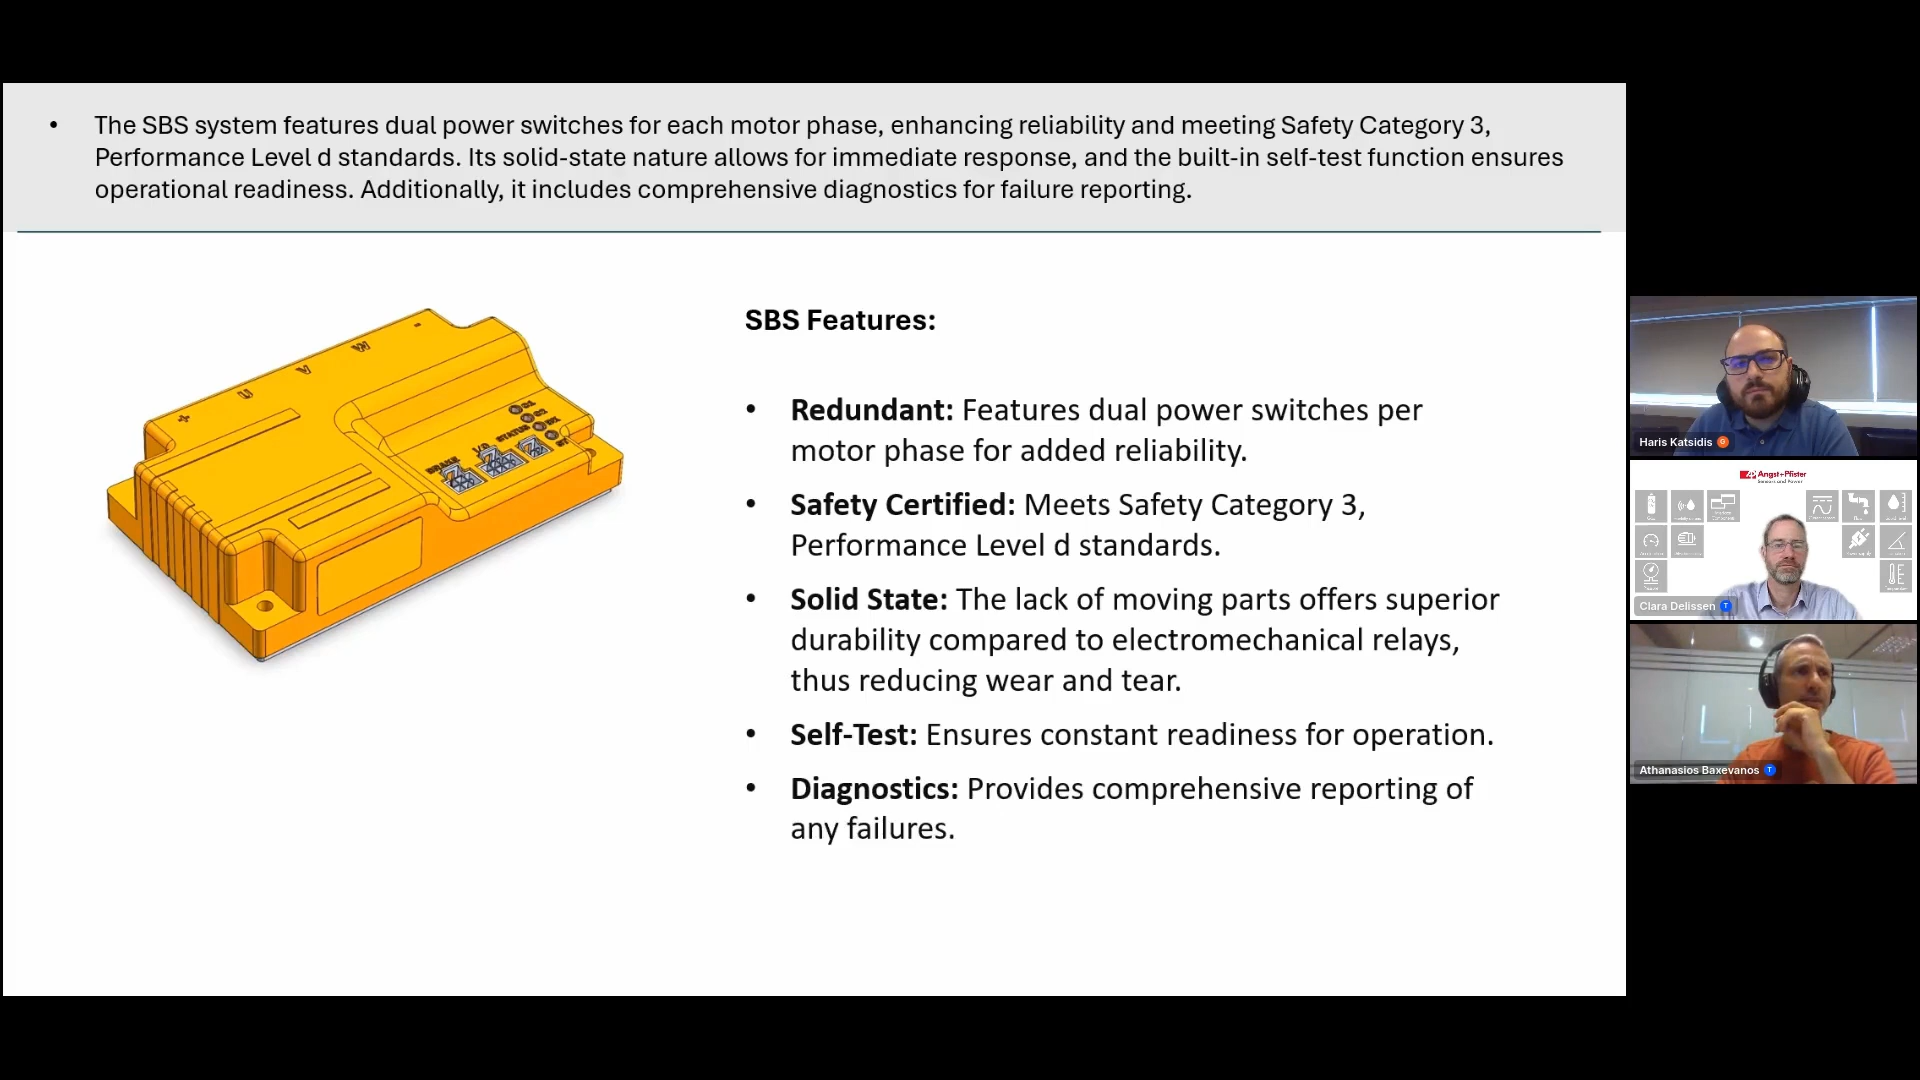 • The SBS system features dual power switches for each motor phase, enhancing reliability and meeting Safety Category 3,
Performance Level d standards. Its solid-state nature allows for immediate response, and the built-in self-test function ensures
operational readiness. Additionally, it includes comprehensive diagnostics for failure reporting.
+
U
V
W
-
BRAKE
I/O
STATUS
SBS Features:
• Redundant: Features dual power switches per
motor phase for added reliability.
• Safety Certified: Meets Safety Category 3,
Performance Level d standards.
• Solid State: The lack of moving parts offers superior
durability compared to electromechanical relays,
thus reducing wear and tear.
• Self-Test: Ensures constant readiness for operation.
• Diagnostics: Provides comprehensive reporting of
any failures.
Haris Katsidis
Angst+Pfister
Sensors and Power
Clara Delissen T
Athanasios Baxevanos T